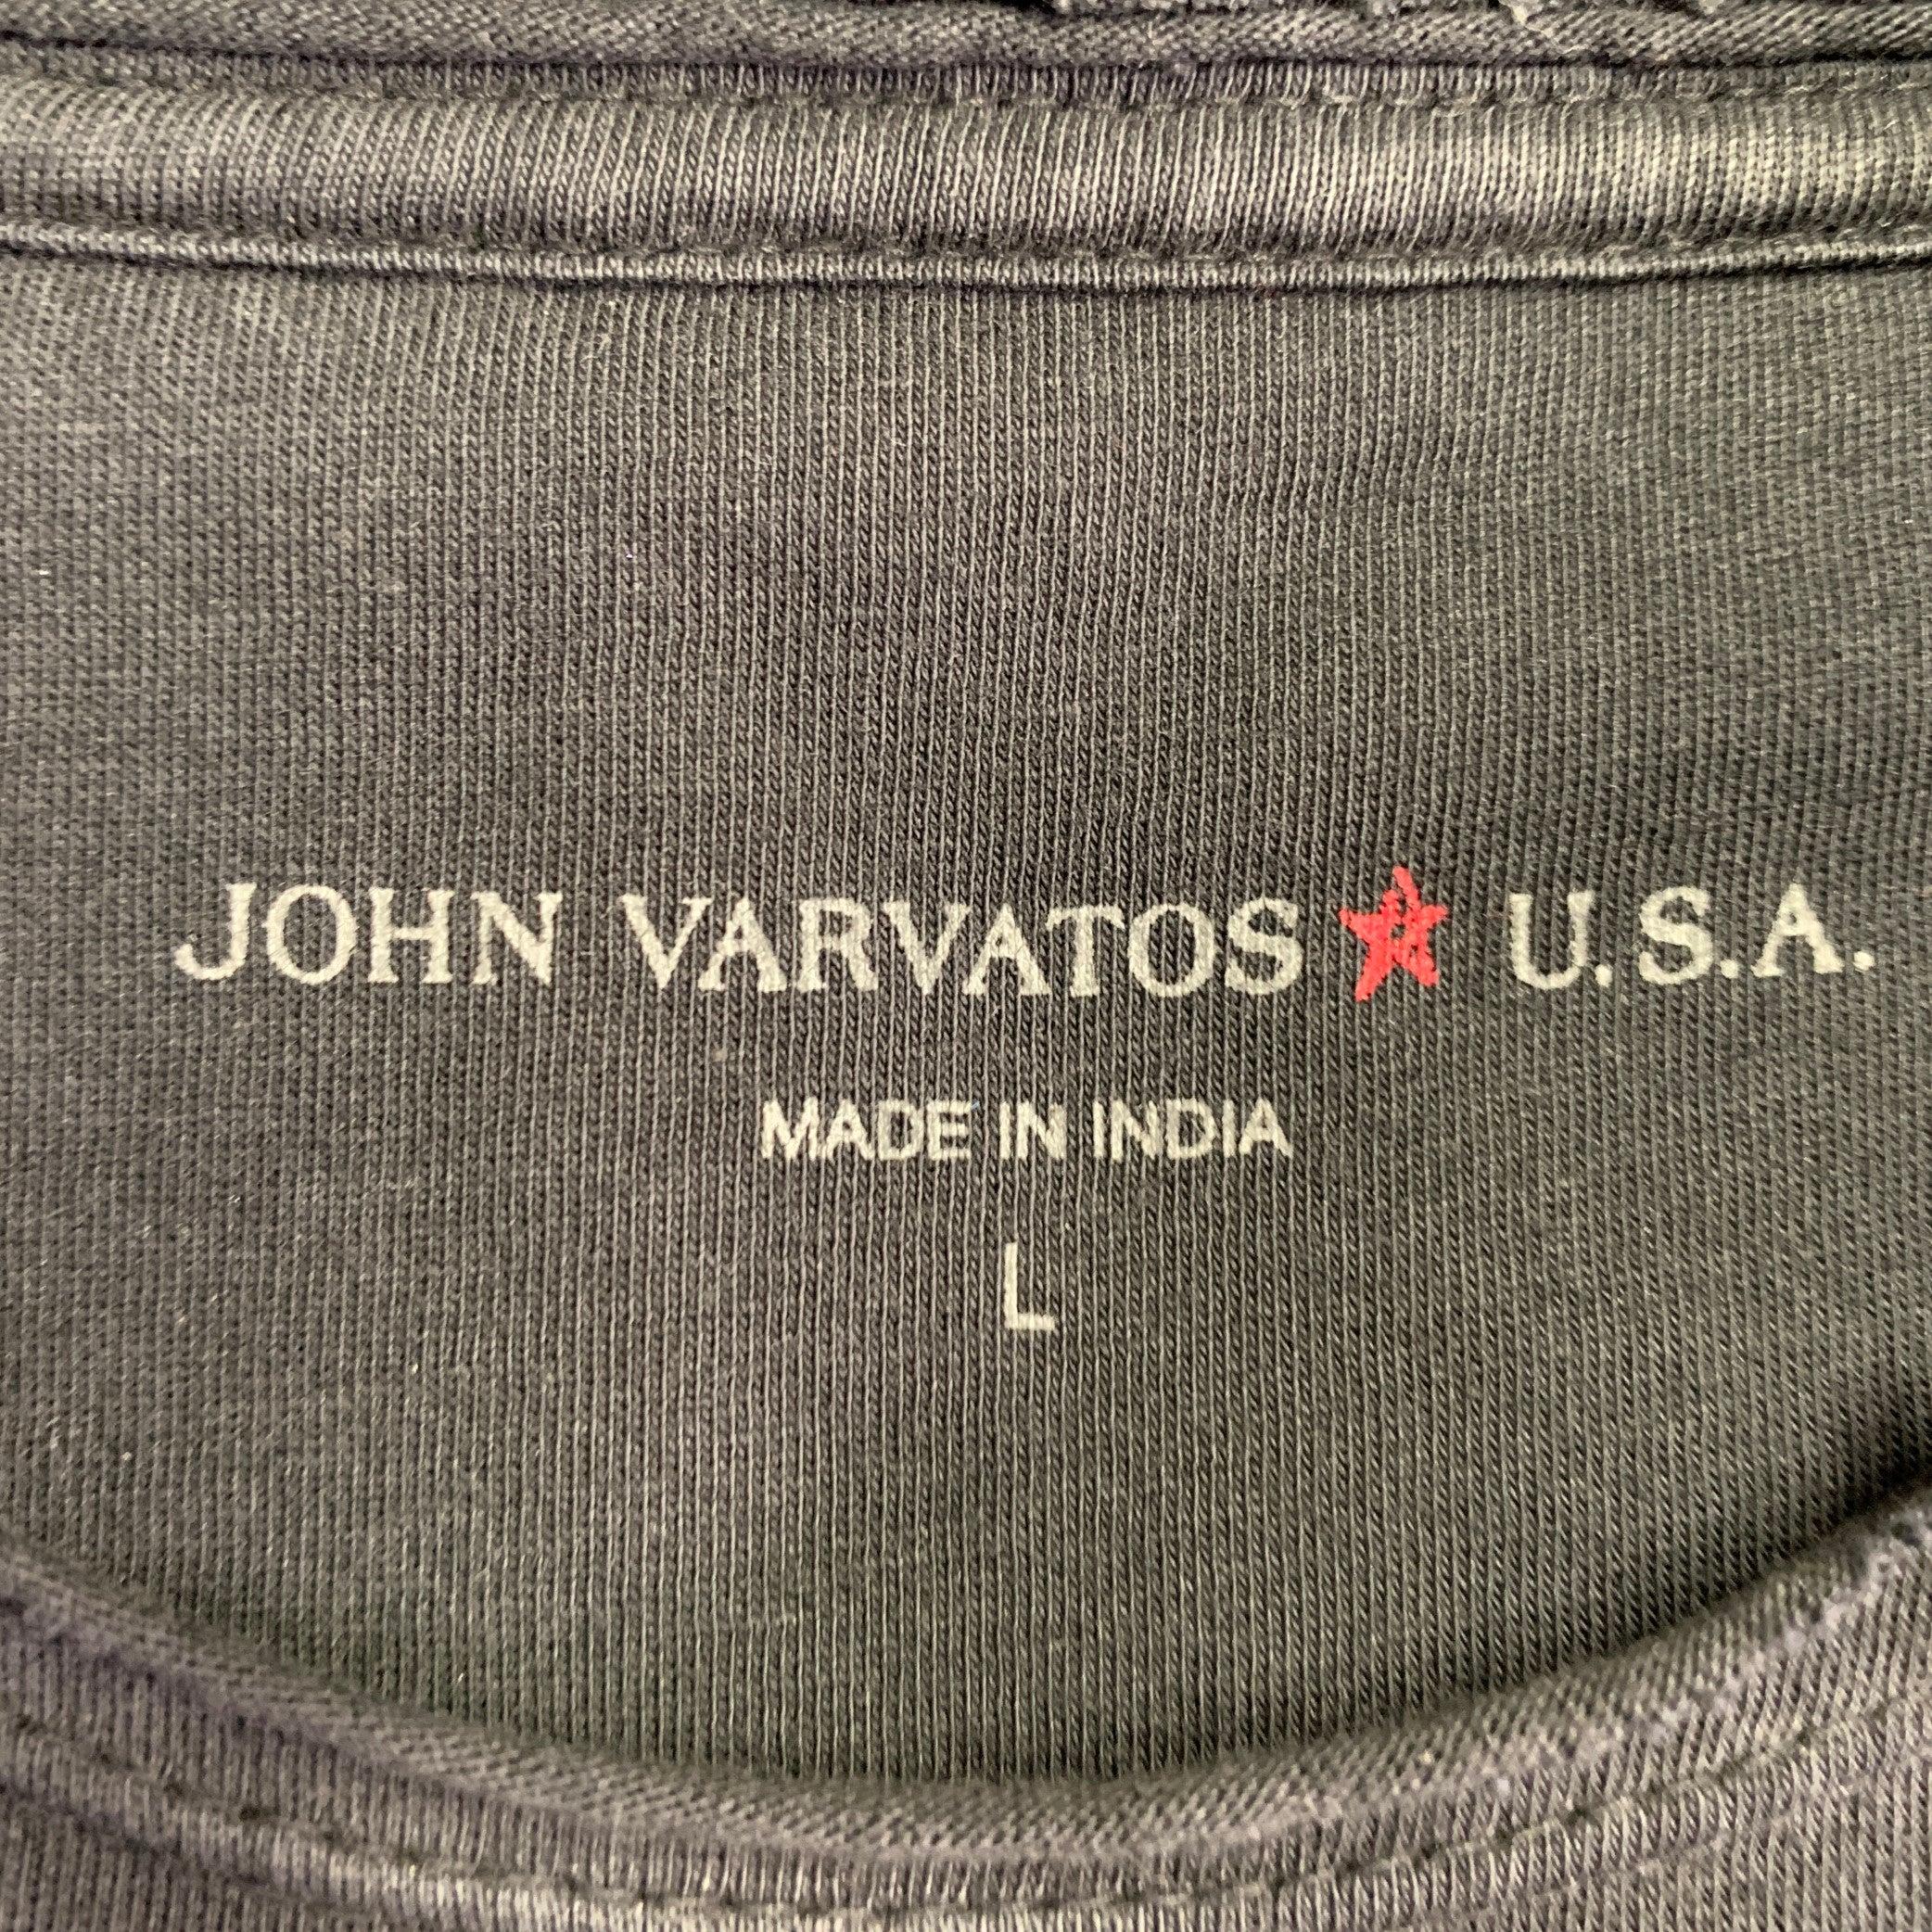 JOHN VARVATOS ★ U.S.A.
MADE IN INDIA
L